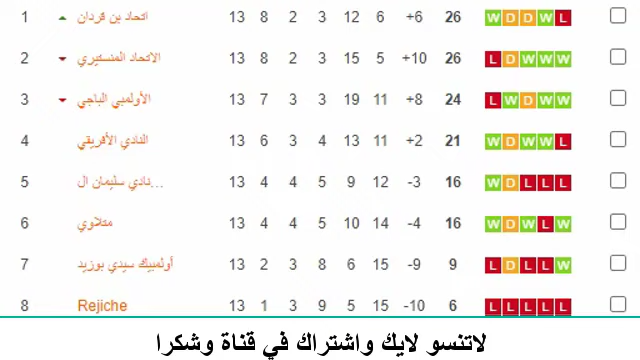 1 اتحاد بن قردان 13 8 2 3 12 6 +6 26 W D D W L
2 الاتحاد المنستيري 13 8 2 3 15 5 +10 26 L D W W W
3 الأولمبي الباجي 13 7 3 3 19 11 +8 24 L W D W W
4 النادي الأفريقي 13 6 3 4 13 11 +2 21 W D W W L
5 نادي سليمان ال... 13 4 4 5 9 12 -3 16 W D L L L
6 متلاوي 13 4 4 5 10 14 -4 16 W D W L W
7 أولمبيك سيدي بوزيد 13 2 3 8 6 15 -9 9 L D L L W
8 Rejiche 13 1 3 9 5 15 -10 6 L L L L L
لاتنسو لايك واشتراك في قناة وشكرا